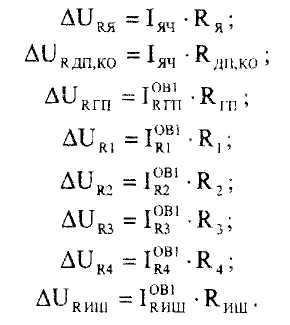 ΔU_RЯ = I_ЯЧ · R_Я ;
ΔU_RДП,КО = I_ЯЧ · R_ДП,КО ;
ΔU_RГП = I_RГП^ОВ1 · R_ГП ;
ΔU_R1 = I_R1^ОВ1 · R_1 ;
ΔU_R2 = I_R2^ОВ1 · R_2 ;
ΔU_R3 = I_R3^ОВ1 · R_3 ;
ΔU_R4 = I_R4^ОВ1 · R_4 ;
ΔU_RИШ = I_RИШ^ОВ1 · R_ИШ .